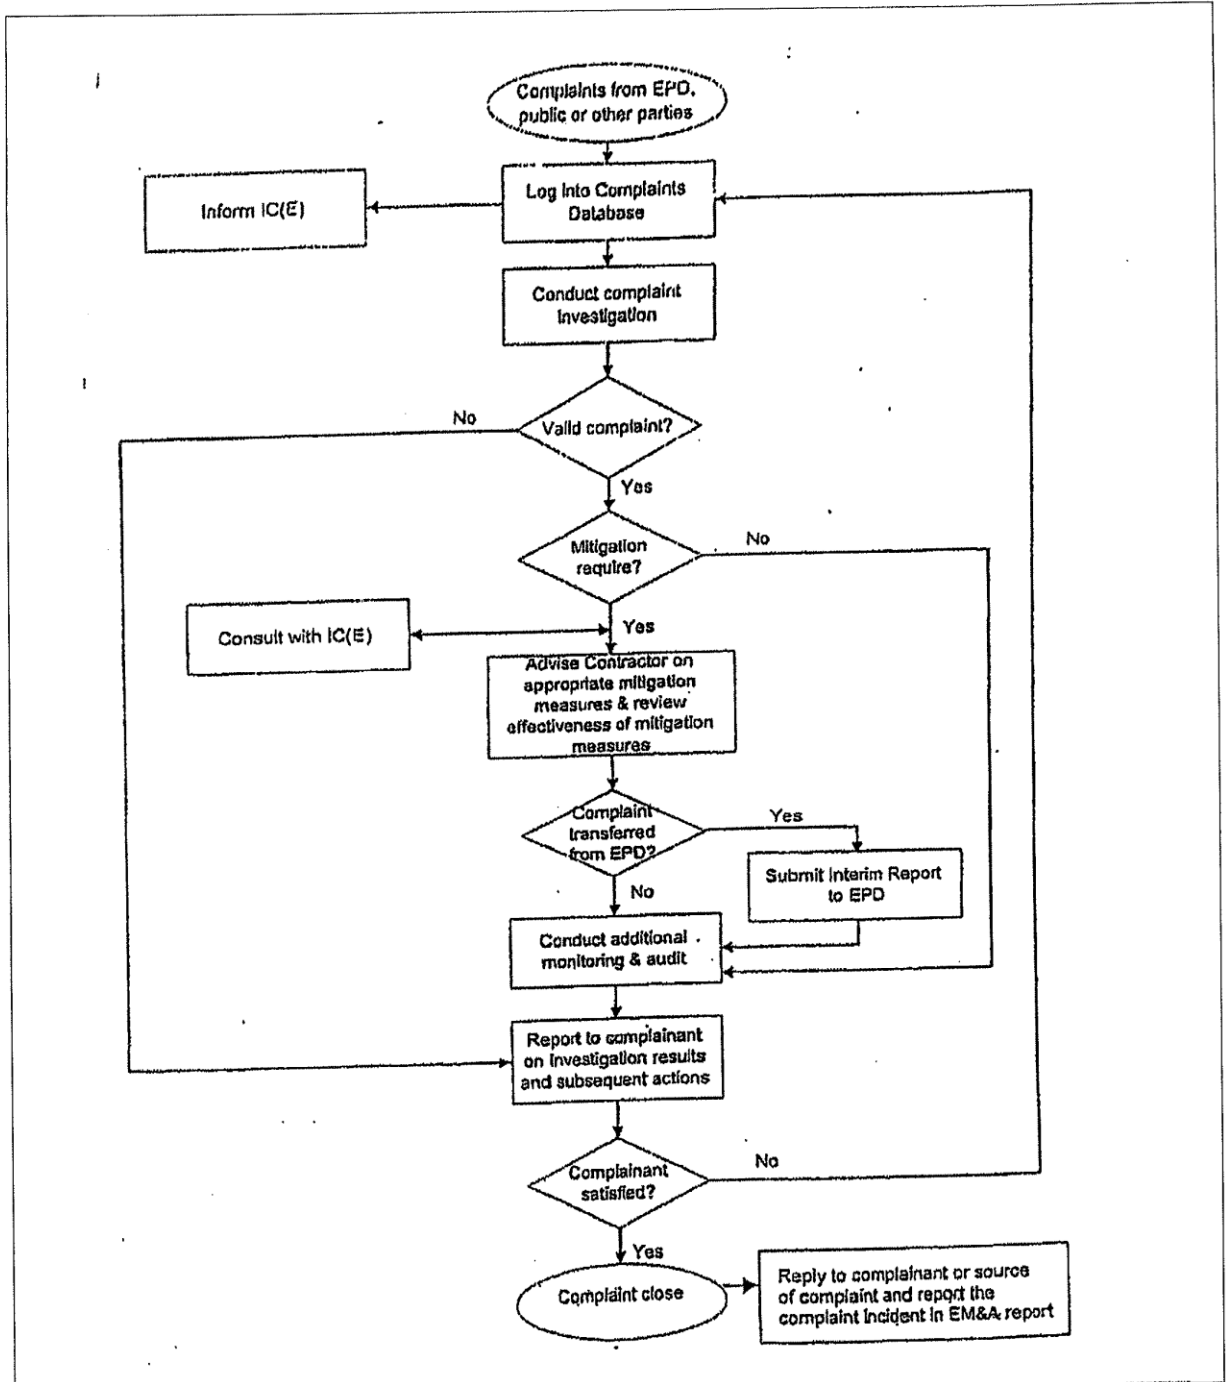 Complaints from EPD,
public or other parties
Log Into Complaints
Database
Inform IC(E)
Conduct complaint
Investigation
No
Valid complaint?
Yes
Mitigation
require?
No
Consult with IC(E)
Yes
Advise Contractor on
appropriate mitigation
measures & review
effectiveness of mitigation
measures
Complaint
transferred
from EPD?
Yes
Submit Interim Report
to EPD
No
Conduct additional
monitoring & audit
Report to complainant
on investigation results
and subsequent actions
Complainant
satisfied?
No
Yes
Complaint close
Reply to complainant or source
of complaint and report the
complaint incident in EM&A report